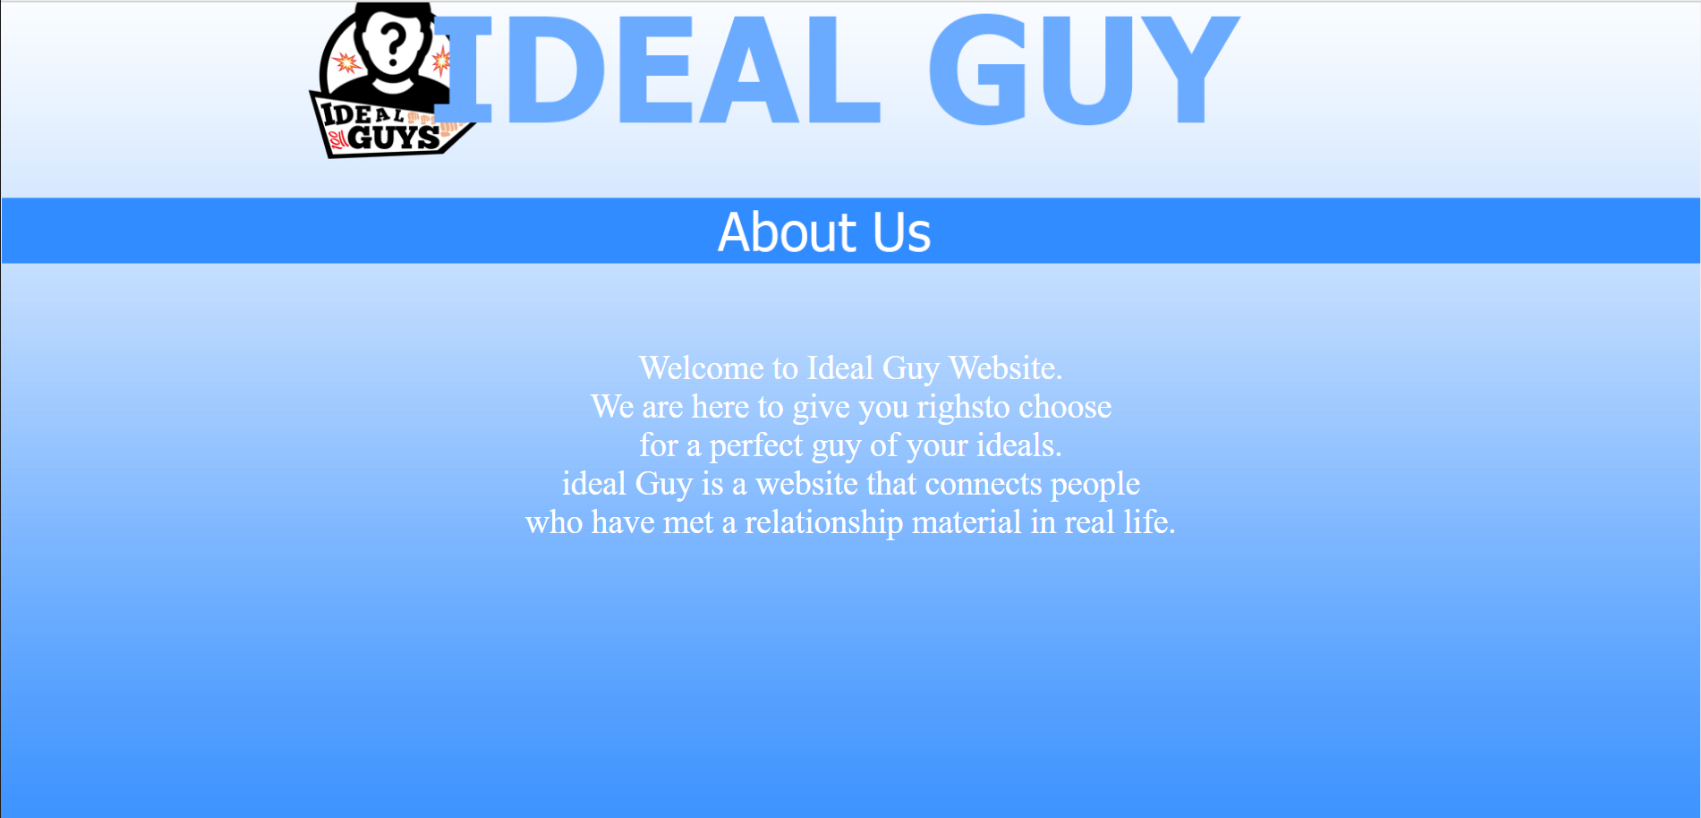 ?
IDEAL
GUYS
IDEAL GUY
About Us
Welcome to Ideal Guy Website.
We are here to give you righsto choose
for a perfect guy of your ideals.
ideal Guy is a website that connects people
who have met a relationship material in real life.